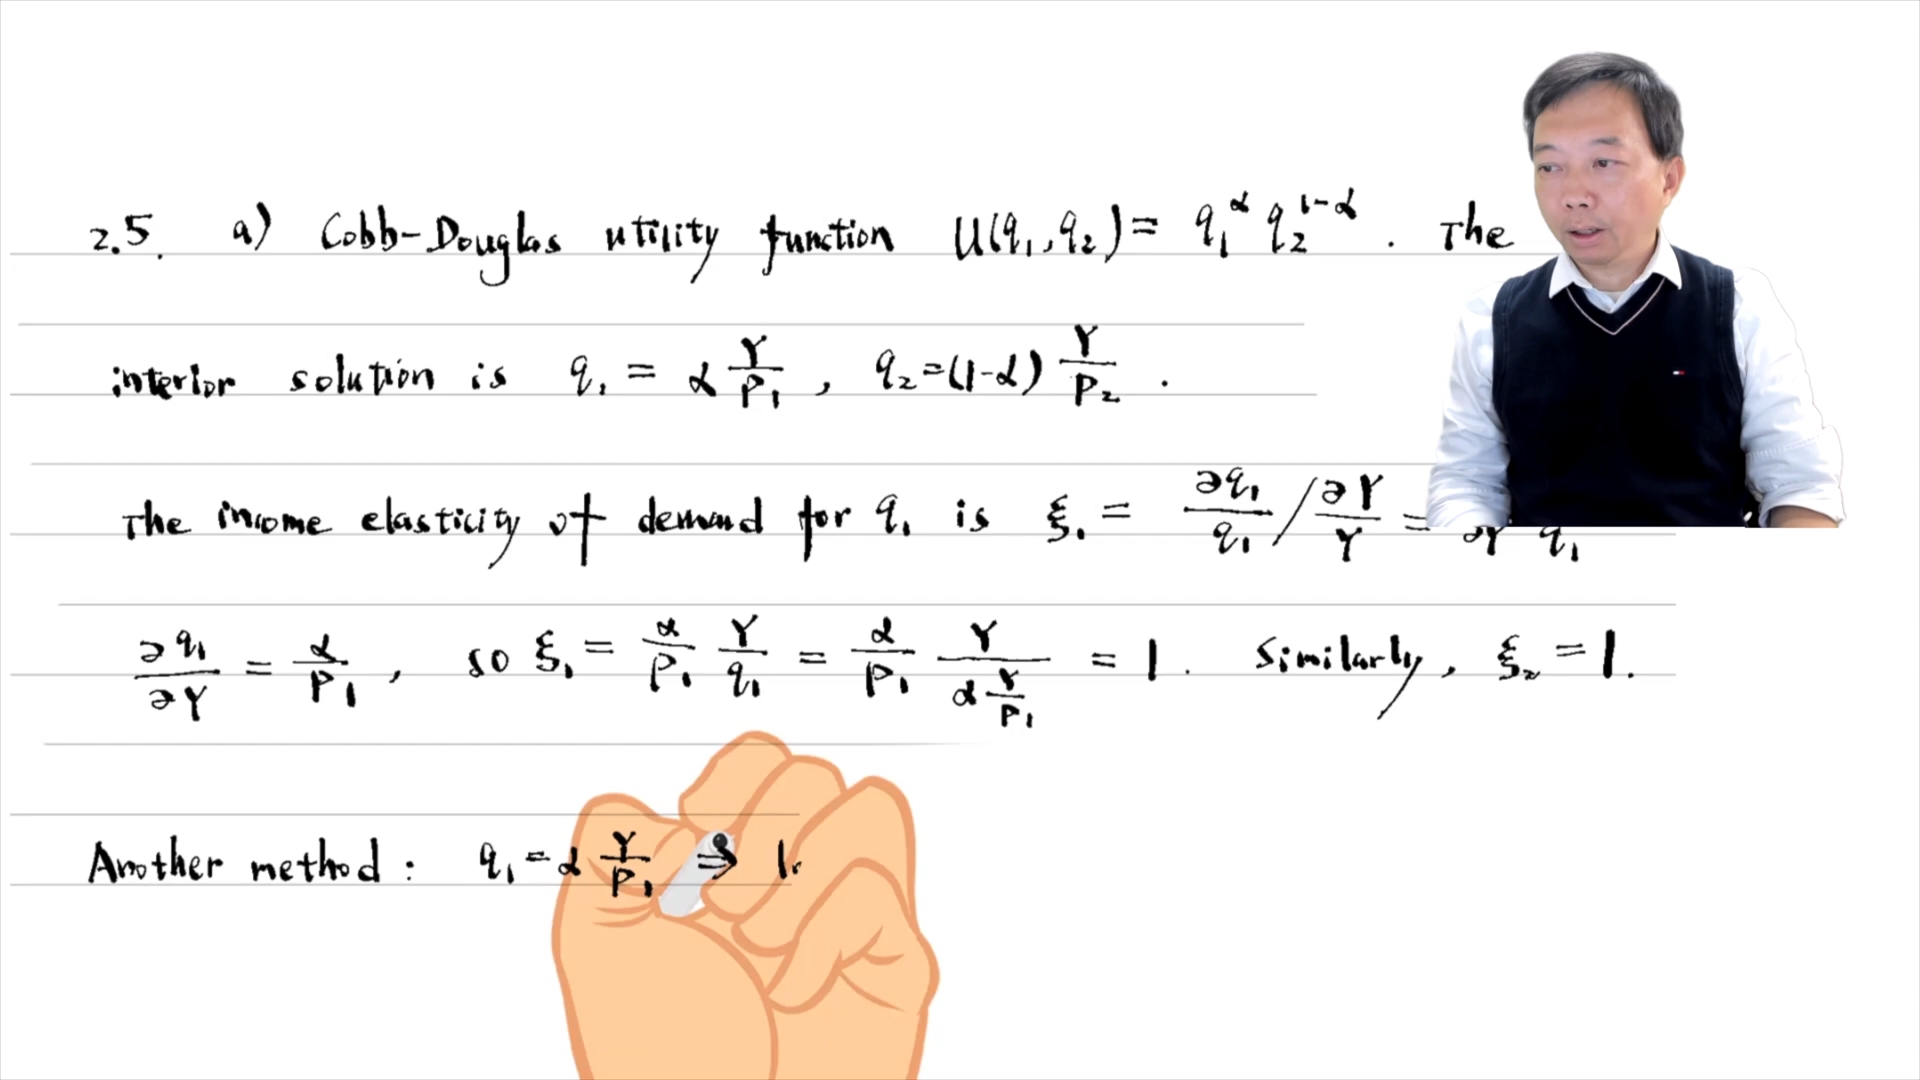 2.5. a) Cobb-Douglas utility function U(q₁,q₂) = q₁^α q₂^(1-α). The
interior solution is q₁ = α Y/P₁, q₂=(1-α) Y/P₂.
The income elasticity of demand for q₁ is ξ₁ = ∂q₁/q₁ / ∂Y/Y =
∂q₁/∂Y = α/P₁, so ξ₁ = α/P₁ Y/q₁ = α/P₁ Y/(α Y/P₁) = 1. Similarly, ξ₂ = 1.
Another method: q₁ = α Y/P₁ ⇒